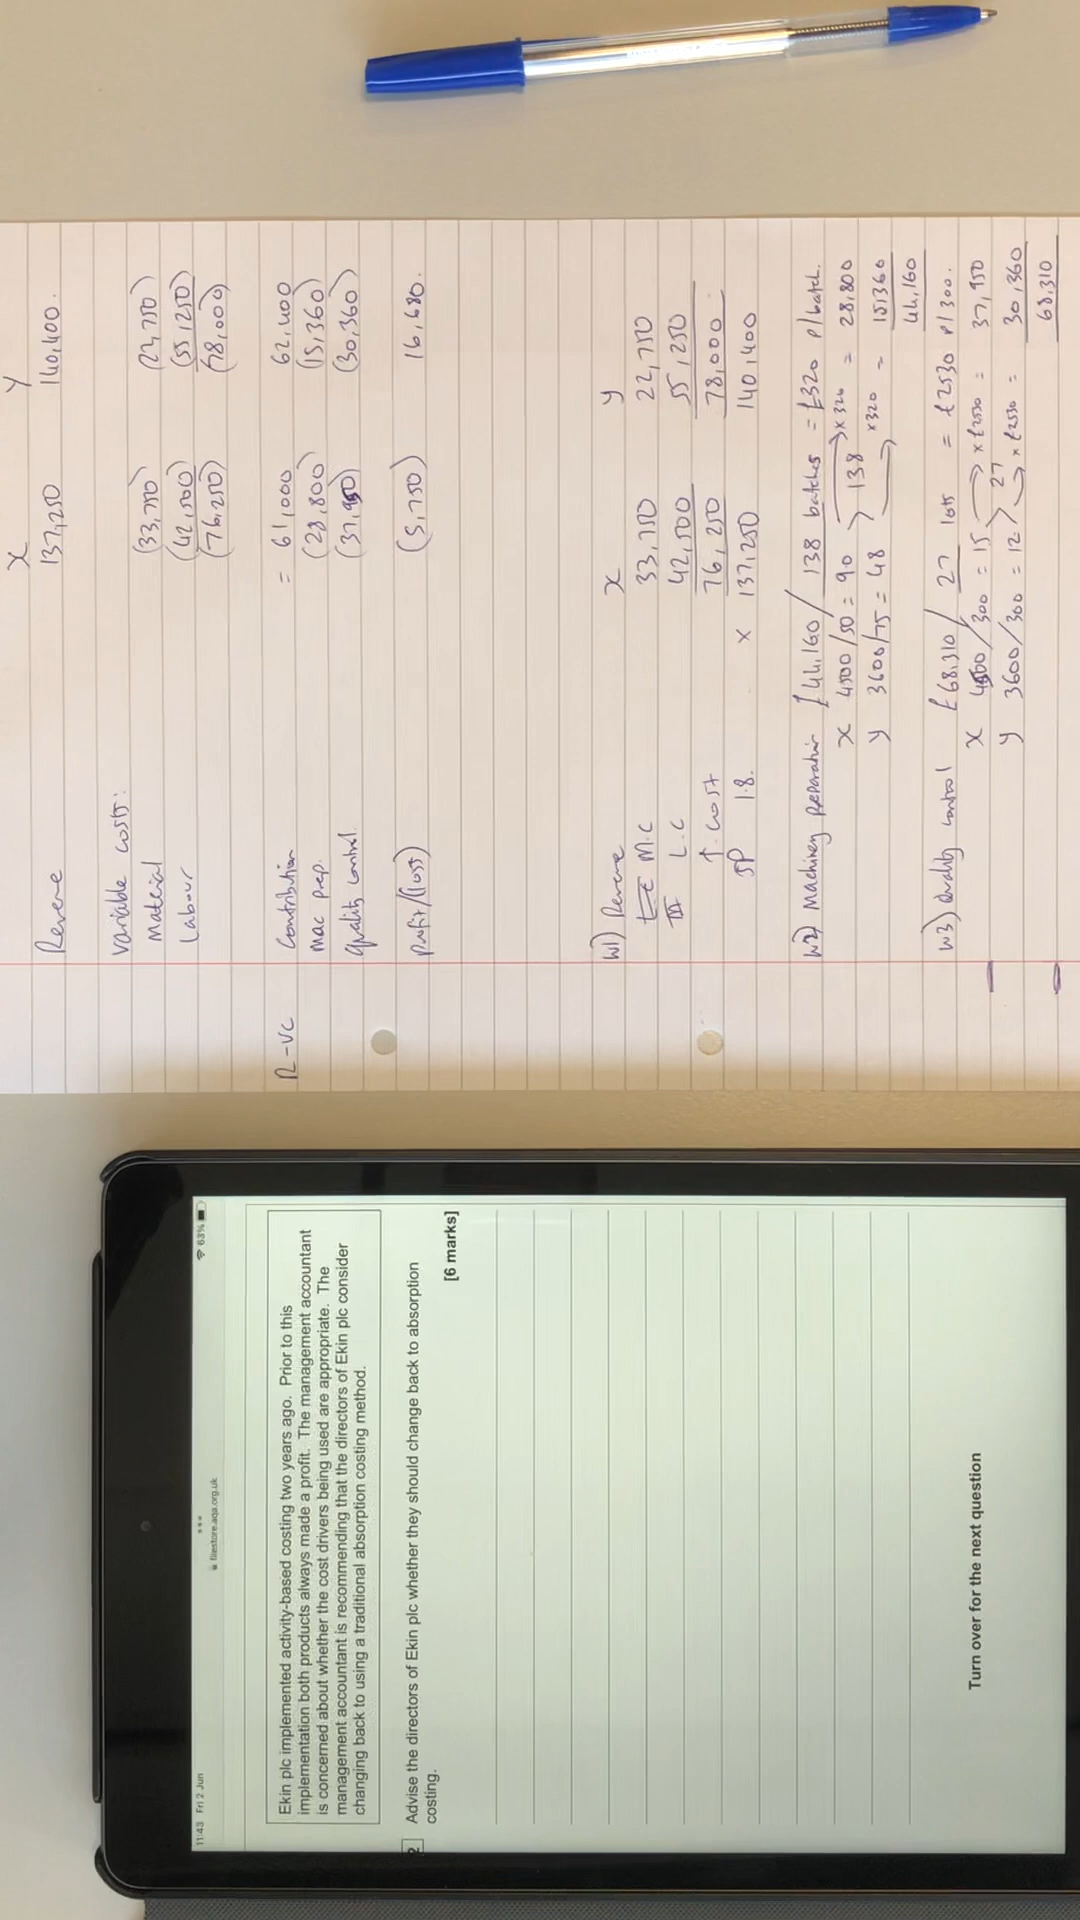 X Y
Revenue 137,250 140,400.
Variable costs:
Material (33,750) (22,750)
Labour (42,500) (55,250)
(76,250) (78,000)
R-VC Contribution = 61,000 62,400
mac prep. (28,800) (15,360)
quality control. (37,950) (30,360)
Profit/(loss) (5,750) 16,680.
W1) Revenue x y
M.C 33,750 22,750
L.C 42,500 55,250
↑. cost 76,250 78,000.
SP 1.8. x 137,250 140,400
W2) Machinery preparation £44,160/138 batches = £320 p/batch.
x 4500/50 = 90 ×320 = 28,800
138
y 3600/75 = 48 ×320 = 15,360
44,160
W3) Quality control £68,310/27 lots = £2530 p/300.
x 4500/300 = 15 ×£2530 = 37,950
27
y 3600/300 = 12 ×£2530 = 30,360
68,310
11:43 Fri 2 Jun 63%
filestore.aqa.org.uk
Ekin plc implemented activity-based costing two years ago. Prior to this
implementation both products always made a profit. The management accountant
is concerned about whether the cost drivers being used are appropriate. The
management accountant is recommending that the directors of Ekin plc consider
changing back to using a traditional absorption costing method.
2 Advise the directors of Ekin plc whether they should change back to absorption
costing.
[6 marks]
Turn over for the next question